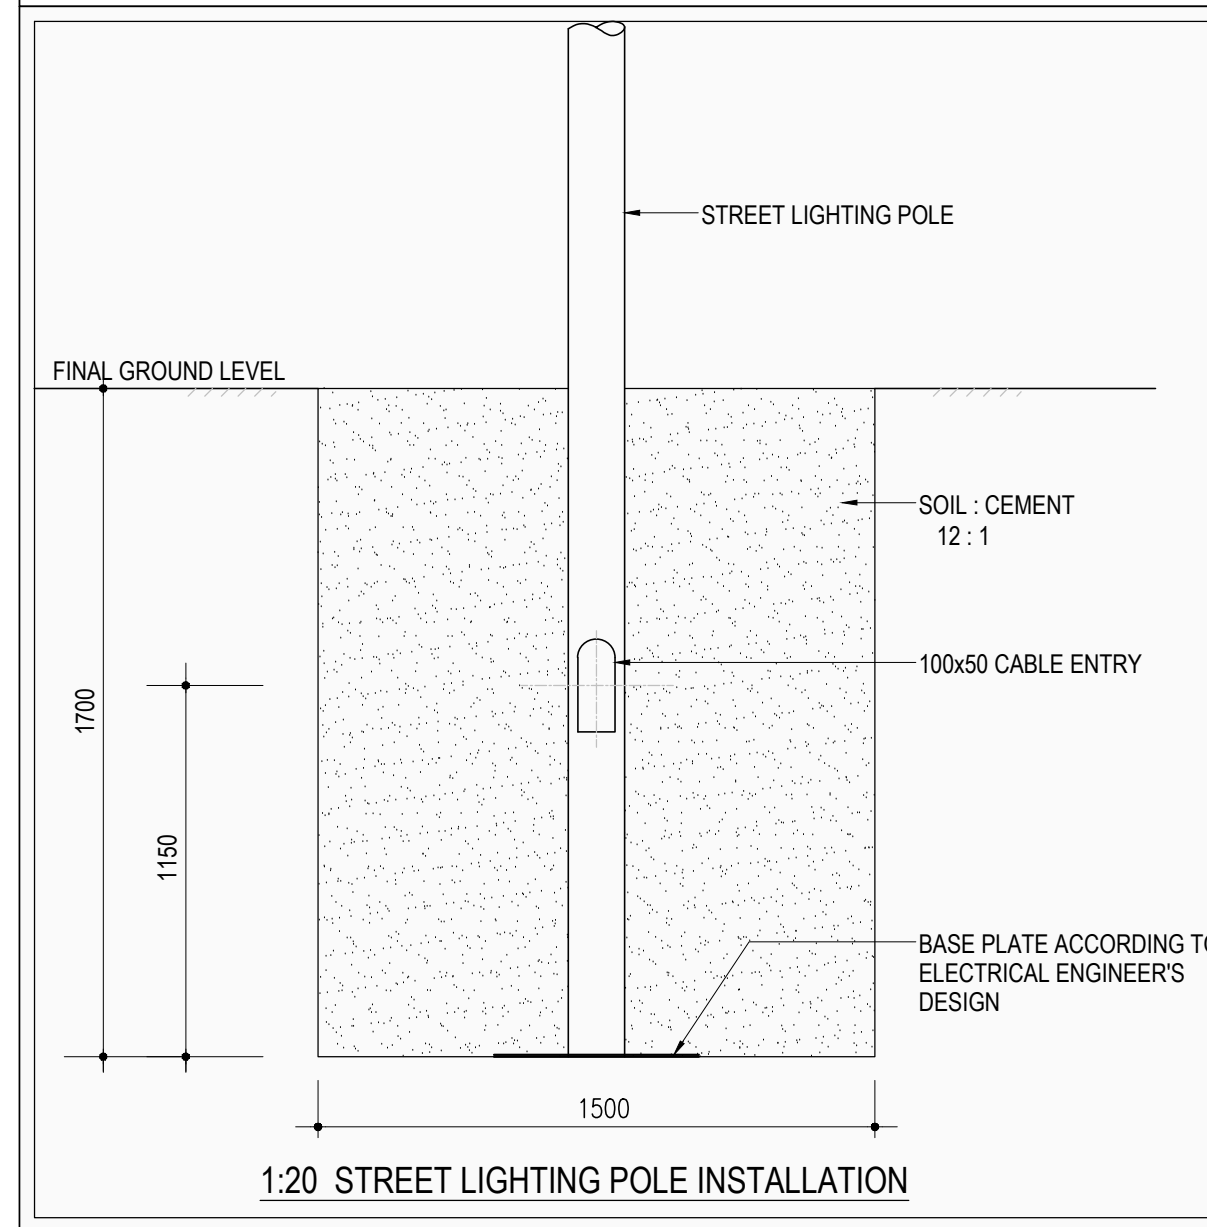 STREET LIGHTING POLE
FINAL GROUND LEVEL
SOIL : CEMENT
12 : 1
100x50 CABLE ENTRY
1700
1150
BASE PLATE ACCORDING TO
ELECTRICAL ENGINEER'S
DESIGN
1500
1:20 STREET LIGHTING POLE INSTALLATION